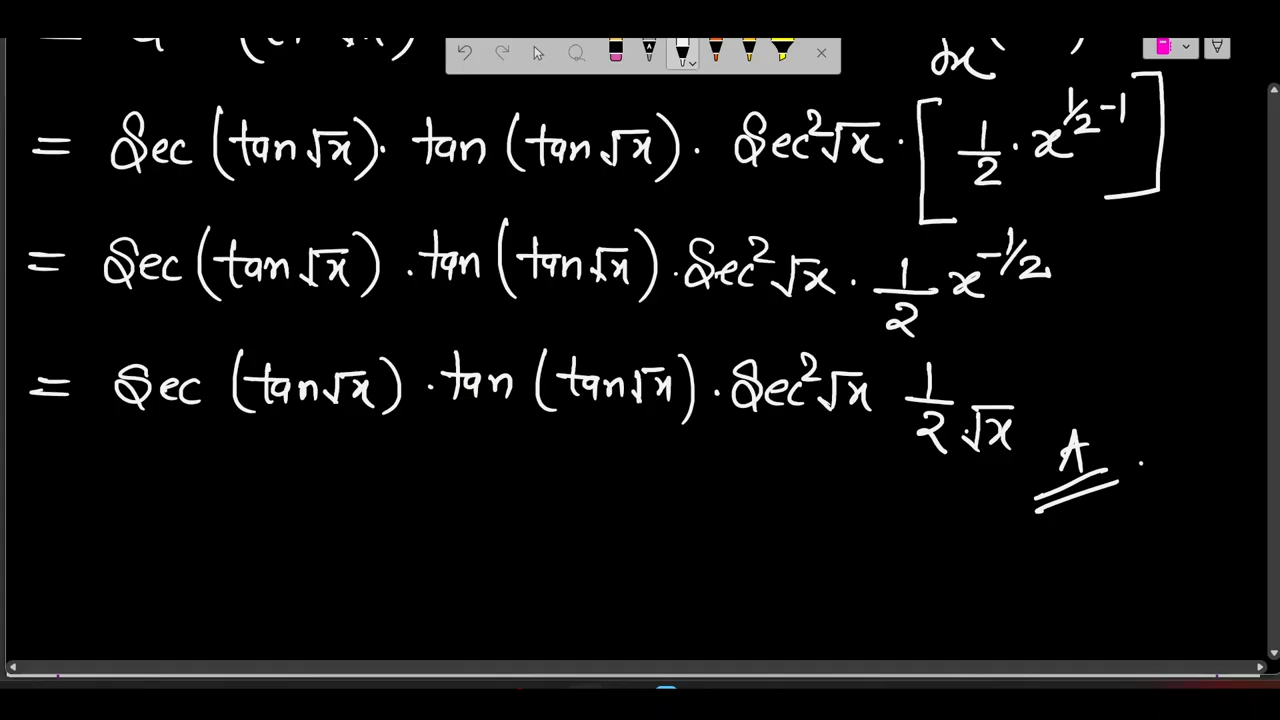 = Sec (tan√x). tan (tan√x) . Sec²√x . [1/2 . x^(1/2-1)]
= Sec (tan√x) . tan (tan√x) . Sec² √x . 1/2 x^(-1/2)
= Sec (tan√x) . tan (tan√x) . Sec²√x 1/2.√x
A